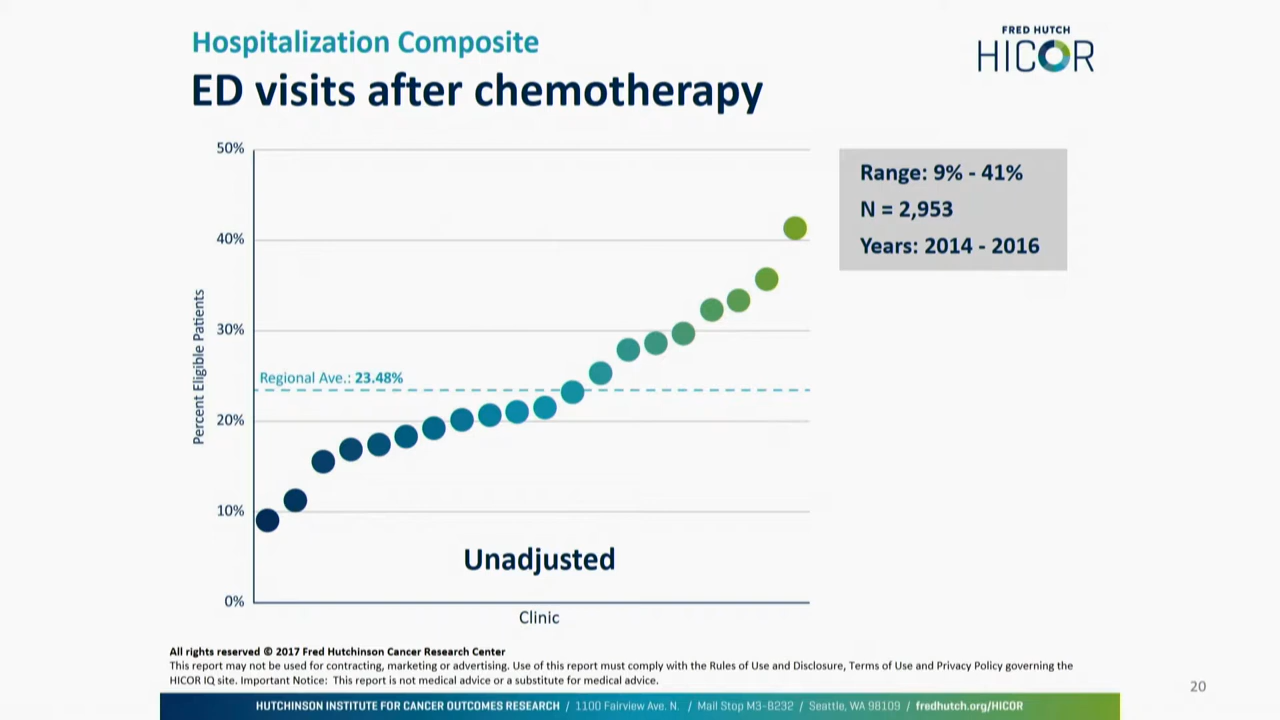 Hospitalization Composite
ED visits after chemotherapy
FRED HUTCH
HICOR
50%
40%
30%
20%
10%
0%
Percent Eligible Patients
Regional Ave.: 23.48%
Unadjusted
Clinic
Range: 9% - 41%
N = 2,953
Years: 2014 - 2016
All rights reserved © 2017 Fred Hutchinson Cancer Research Center
This report may not be used for contracting, marketing or advertising. Use of this report must comply with the Rules of Use and Disclosure, Terms of Use and Privacy Policy governing the
HICOR IQ site. Important Notice: This report is not medical advice or a substitute for medical advice.
20
HUTCHINSON INSTITUTE FOR CANCER OUTCOMES RESEARCH / 1100 Fairview Ave. N. / Mail Stop M3-B232 / Seattle, WA 98109 / fredhutch.org/HICOR